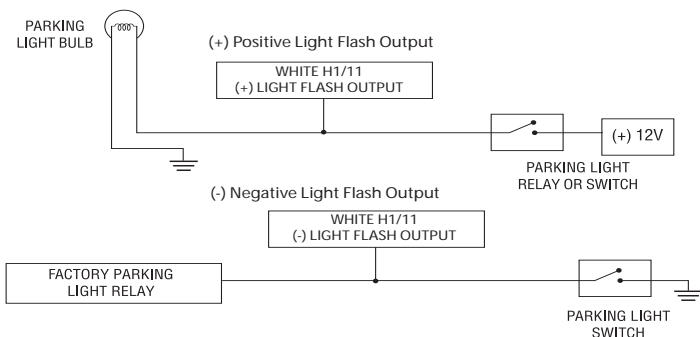 PARKING
LIGHT BULB
(+) Positive Light Flash Output
WHITE H1/11
(+) LIGHT FLASH OUTPUT
(+) 12V
PARKING LIGHT
RELAY OR SWITCH
(-) Negative Light Flash Output
WHITE H1/11
(-) LIGHT FLASH OUTPUT
FACTORY PARKING
LIGHT RELAY
PARKING LIGHT
SWITCH